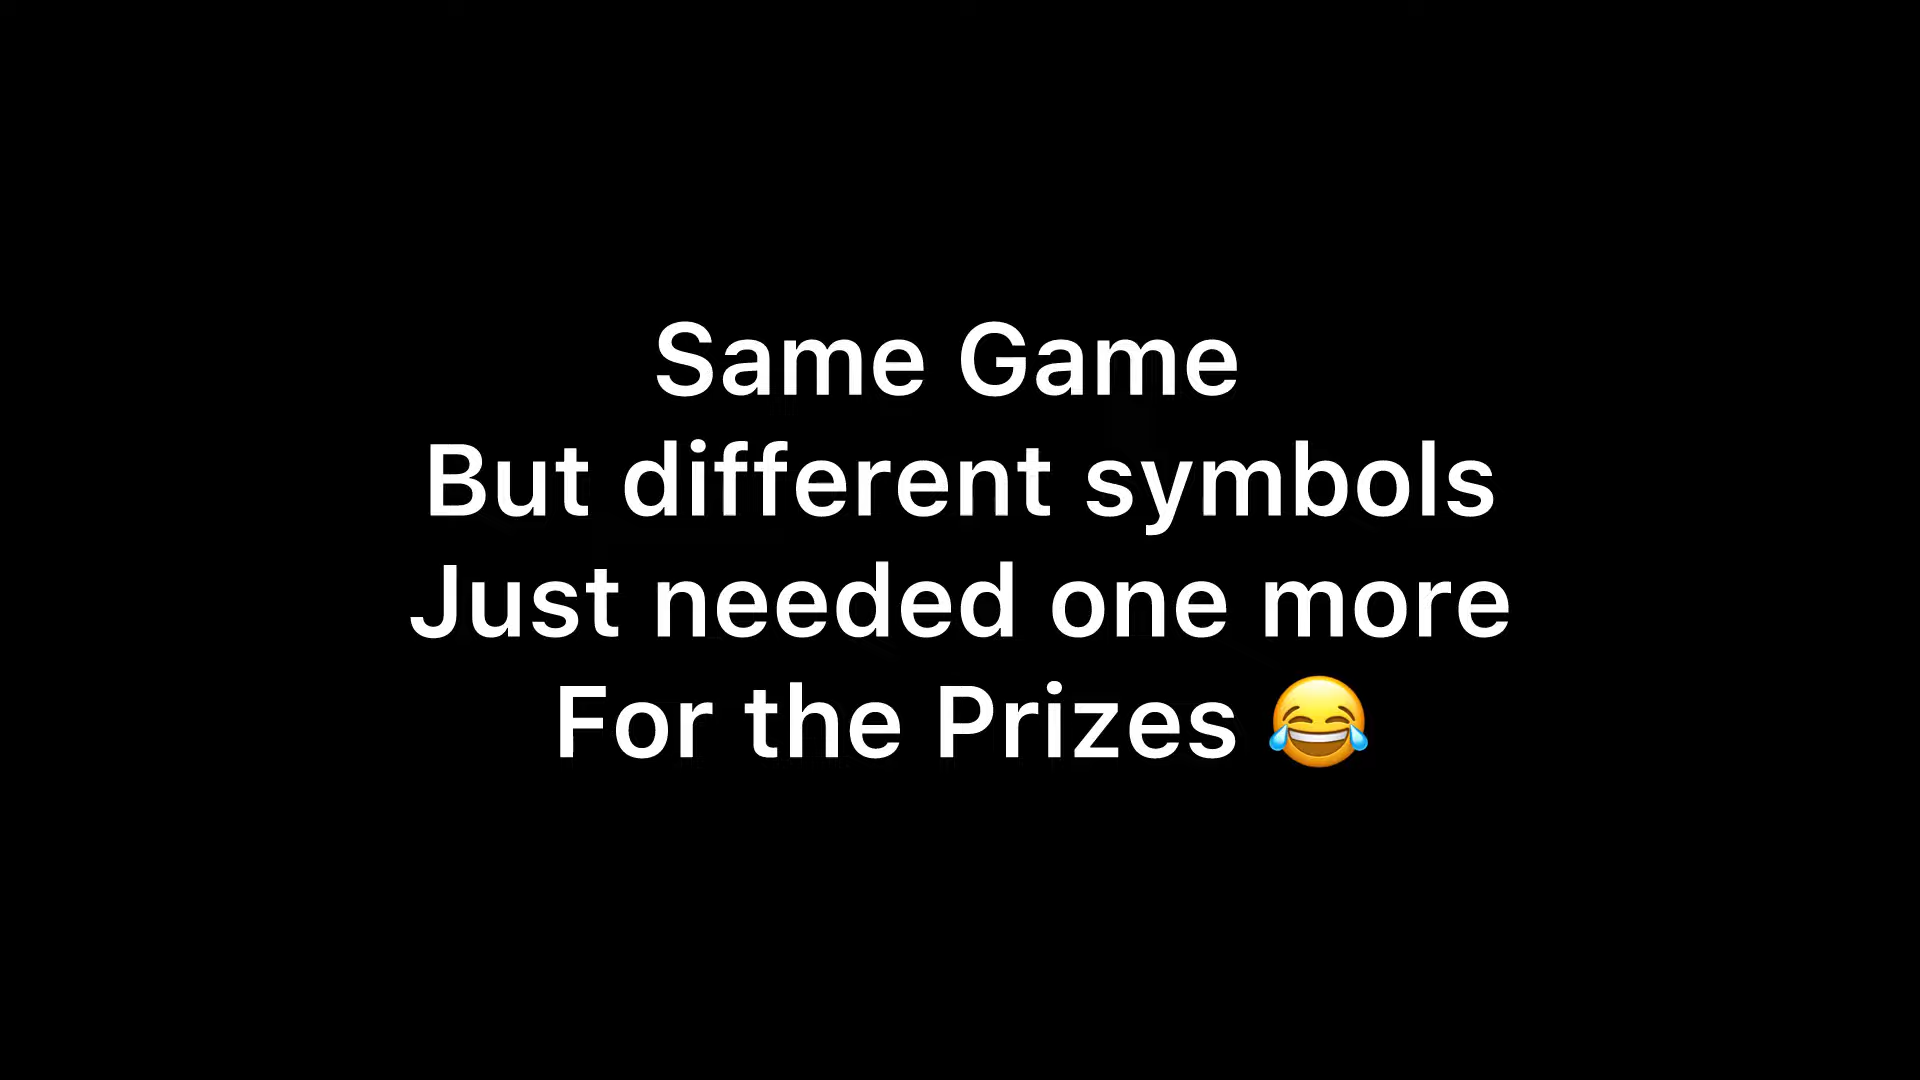 Same Game
But different symbols
Just needed one more
For the Prizes 😂